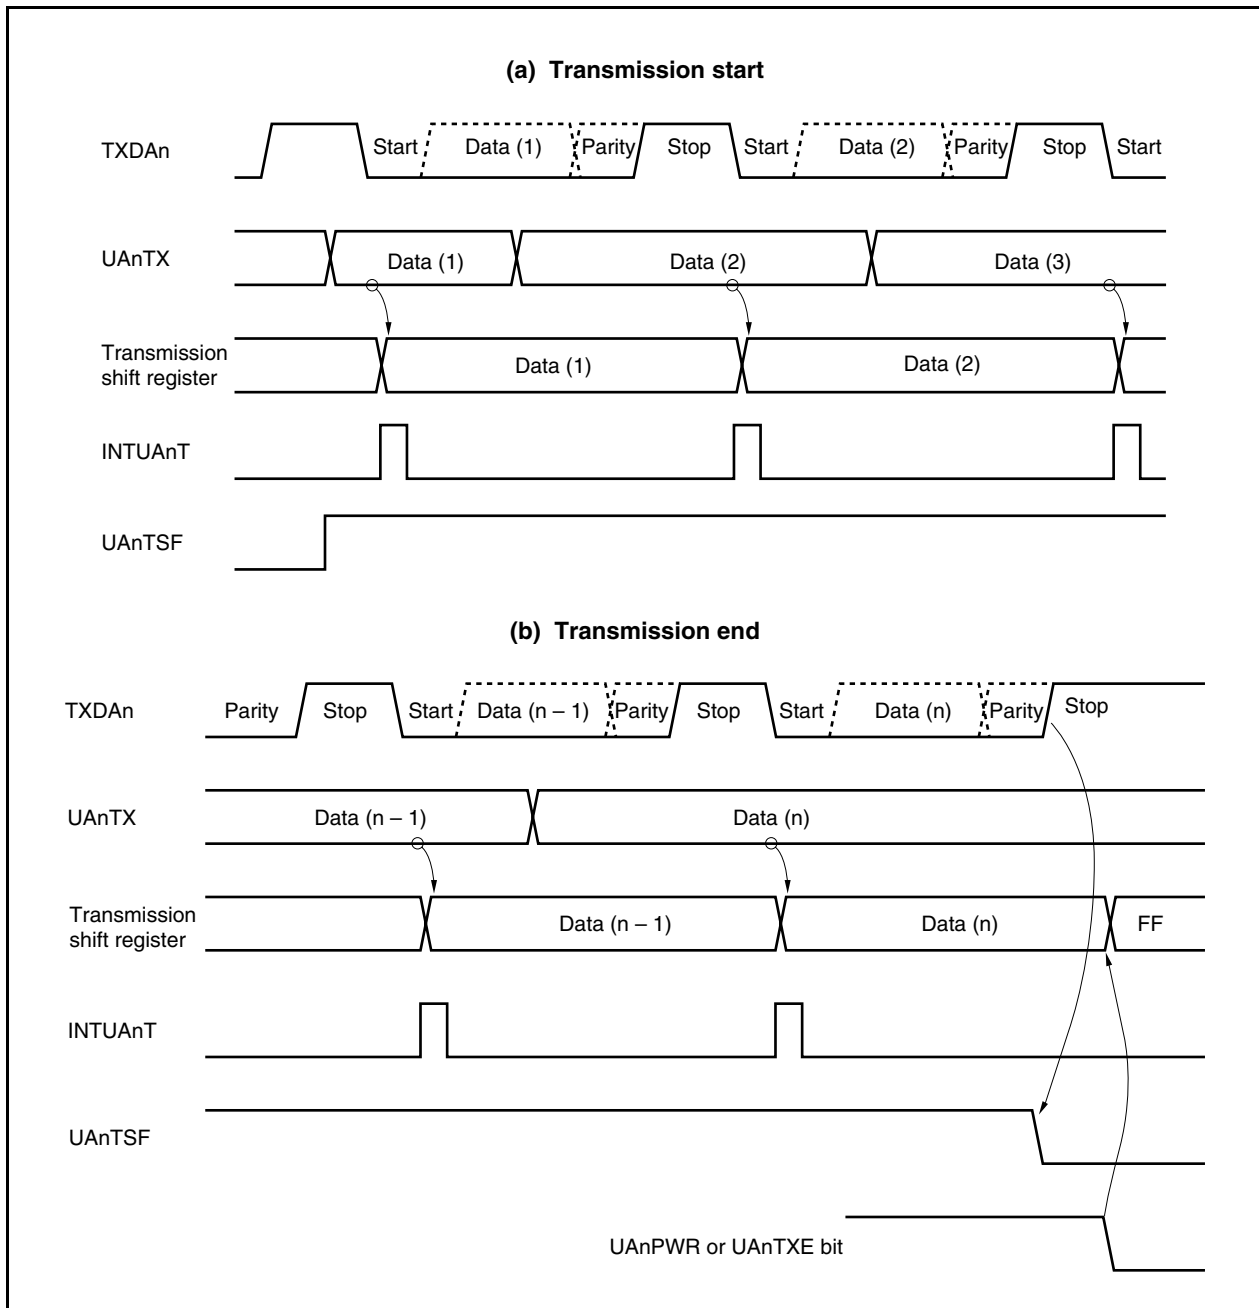 (a) Transmission start
TXDAn
Start
Data (1)
Parity
Stop
Start
Data (2)
Parity
Stop
Start
UAnTX
Data (1)
Data (2)
Data (3)
Transmission
shift register
Data (1)
Data (2)
INTUAnT
UAnTSF
(b) Transmission end
TXDAn
Parity
Stop
Start
Data (n – 1)
Parity
Stop
Start
Data (n)
Parity
Stop
UAnTX
Data (n – 1)
Data (n)
Transmission
shift register
Data (n – 1)
Data (n)
FF
INTUAnT
UAnTSF
UAnPWR or UAnTXE bit